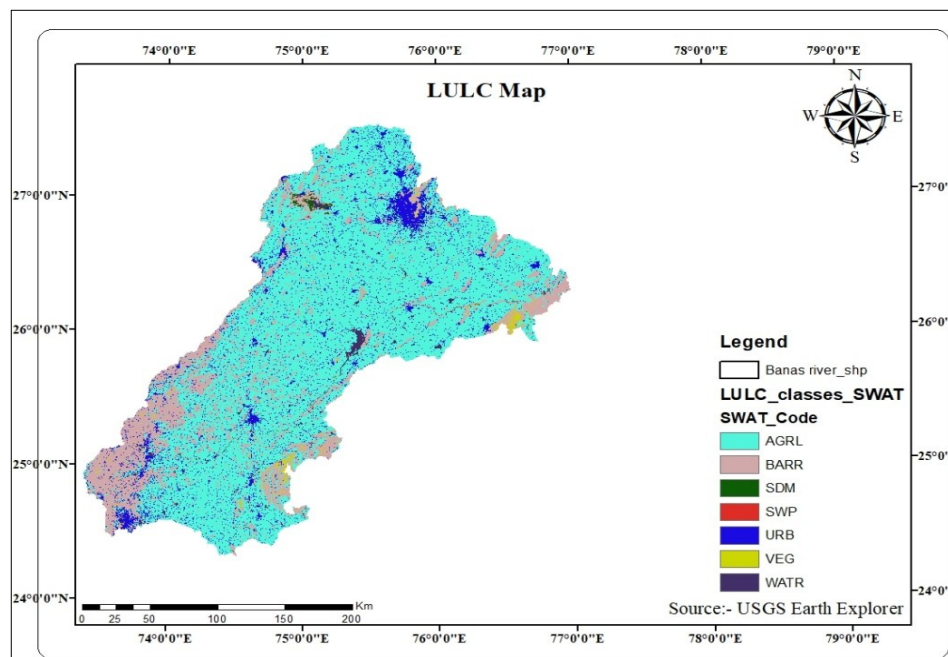 74°0'0"E 75°0'0"E 76°0'0"E 77°0'0"E 78°0'0"E 79°0'0"E
LULC Map
N
W E
S
27°0'0"N 27°0'
26°0'0"N 26°0'
25°0'0"N 25°0'
24°0'0"N 24°0'
Legend
Banas river_shp
LULC_classes_SWAT
SWAT_Code
AGRL
BARR
SDM
SWP
URB
VEG
WATR
Km
0 25 50 100 150 200
Source:- USGS Earth Explorer
74°0'0"E 75°0'0"E 76°0'0"E 77°0'0"E 78°0'0"E 79°0'0"E